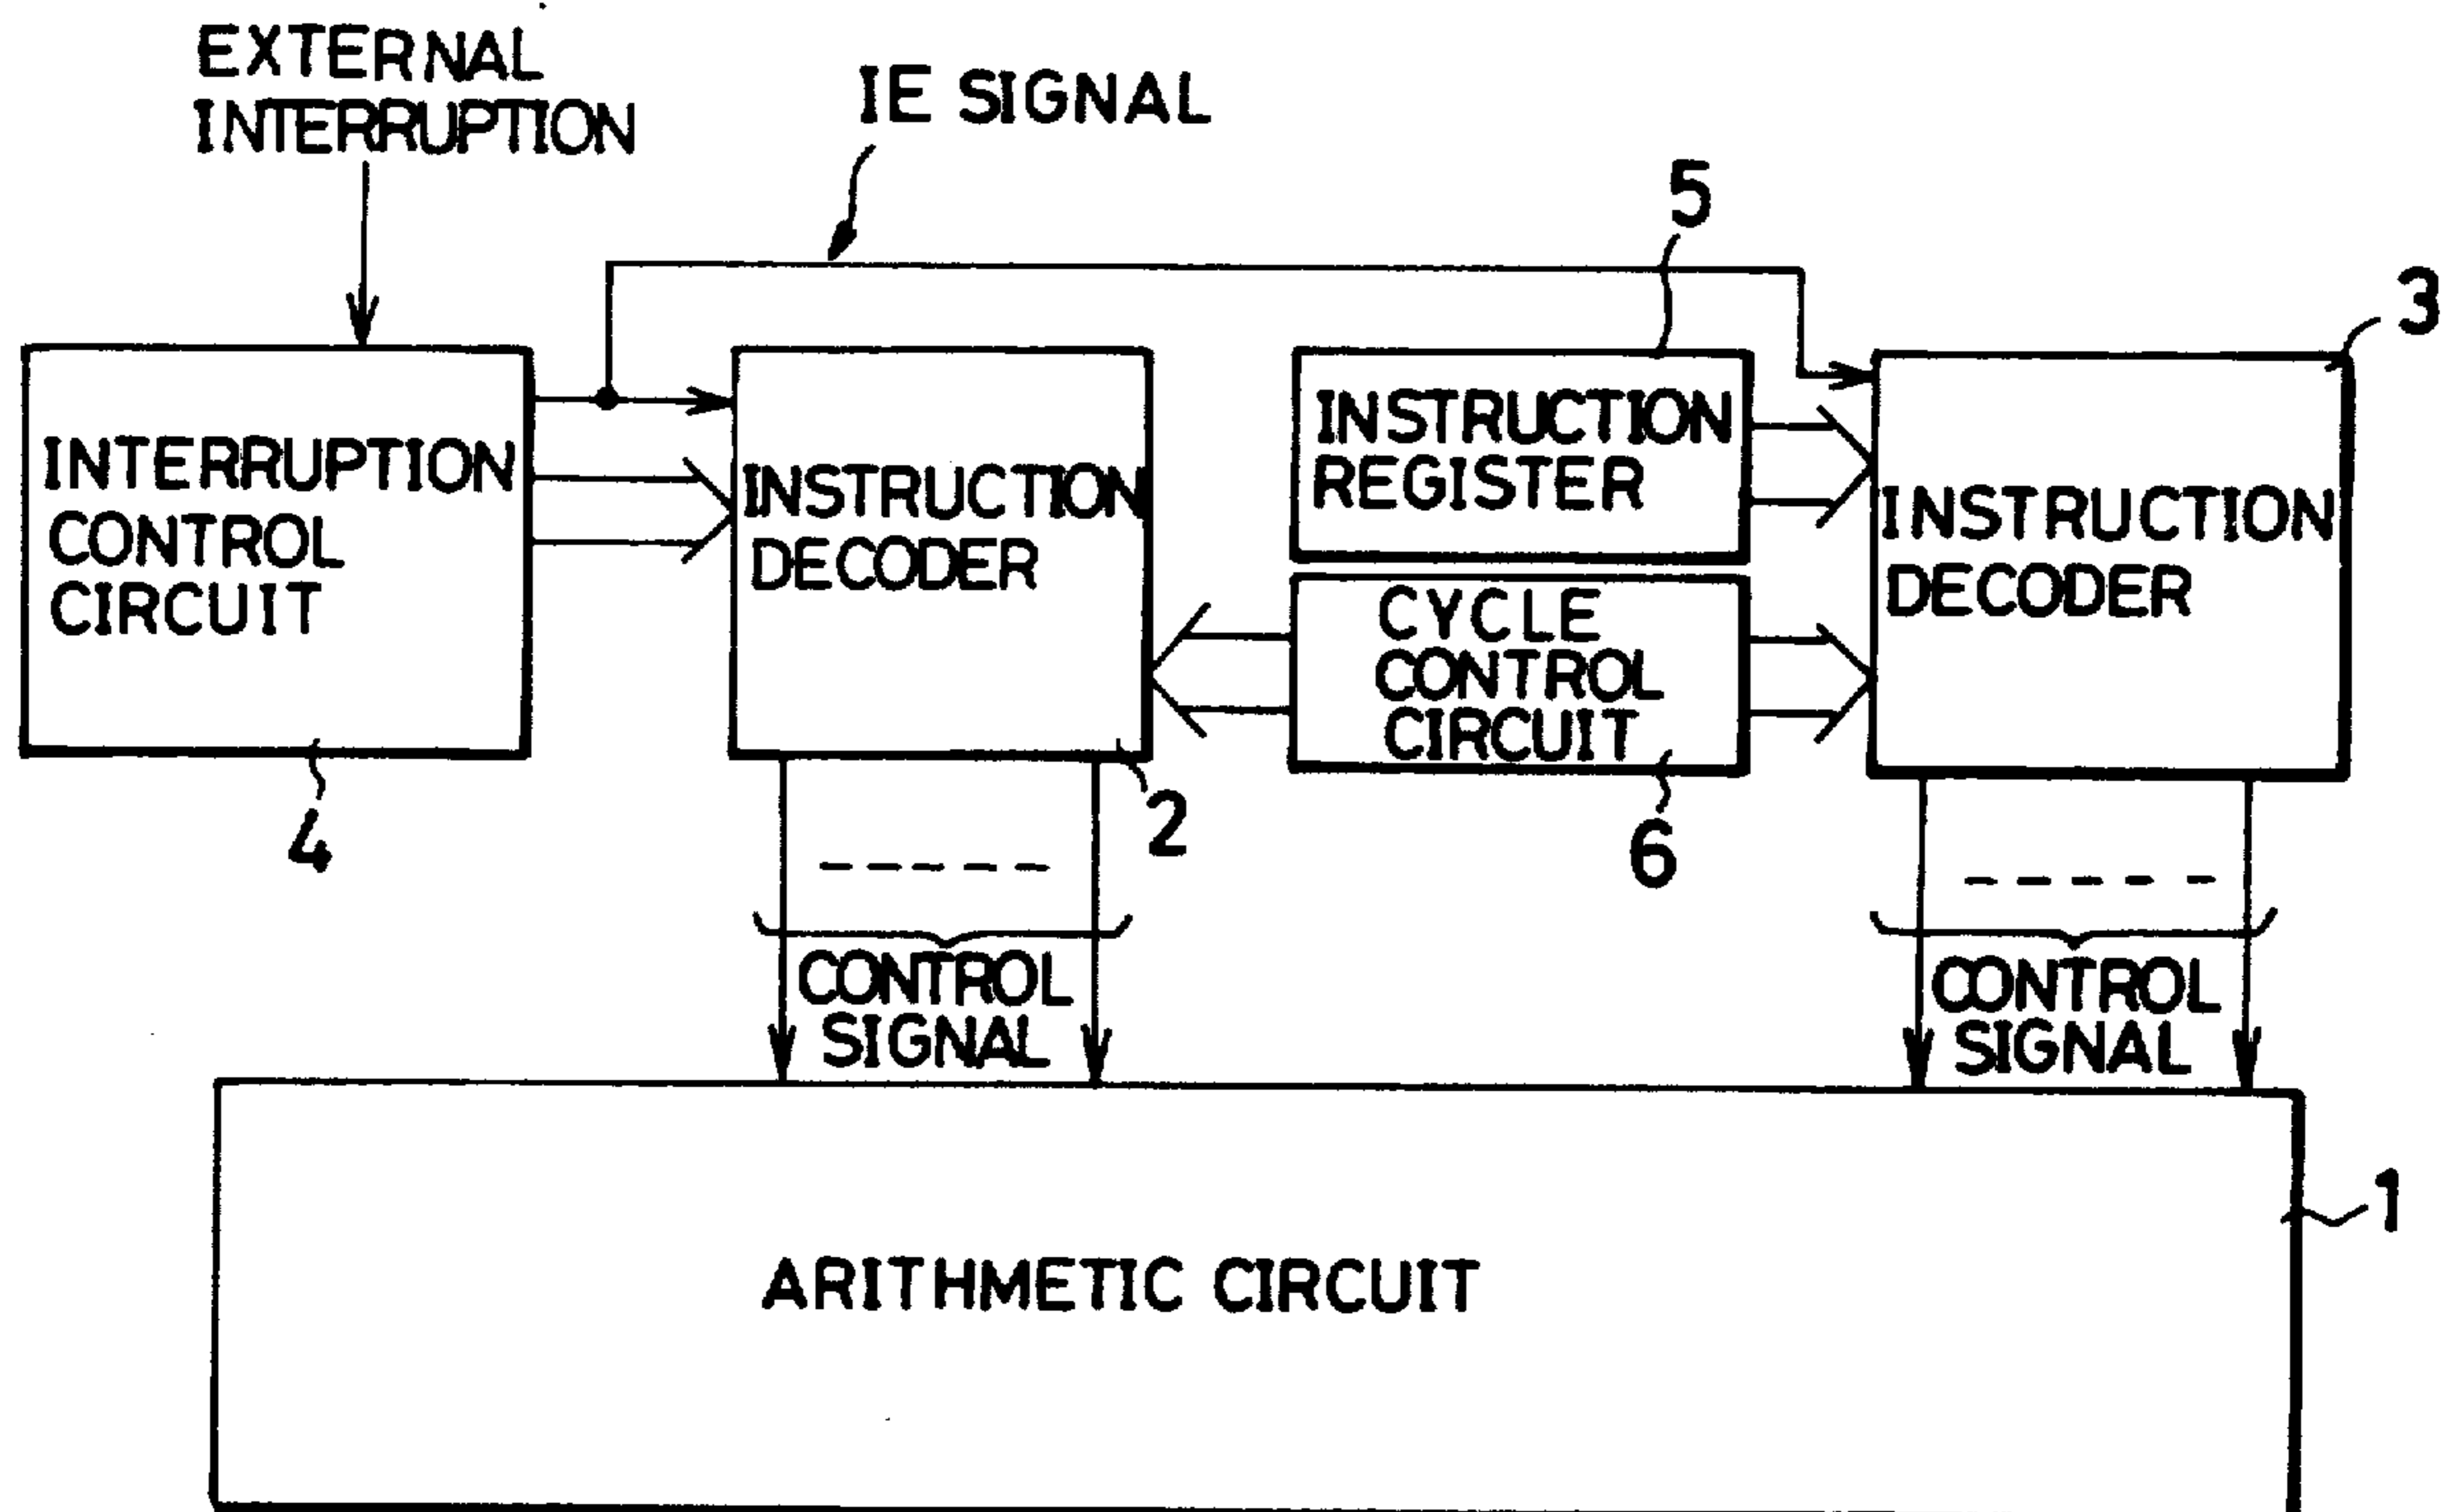 EXTERNAL
INTERRUPTION
IE SIGNAL
5
3
INTERRUPTION
CONTROL
CIRCUIT
INSTRUCTION
DECODER
INSTRUCTION
REGISTER
CYCLE
CONTROL
CIRCUIT
INSTRUCTION
DECODER
4
2
6
CONTROL
SIGNAL
CONTROL
SIGNAL
1
ARITHMETIC CIRCUIT